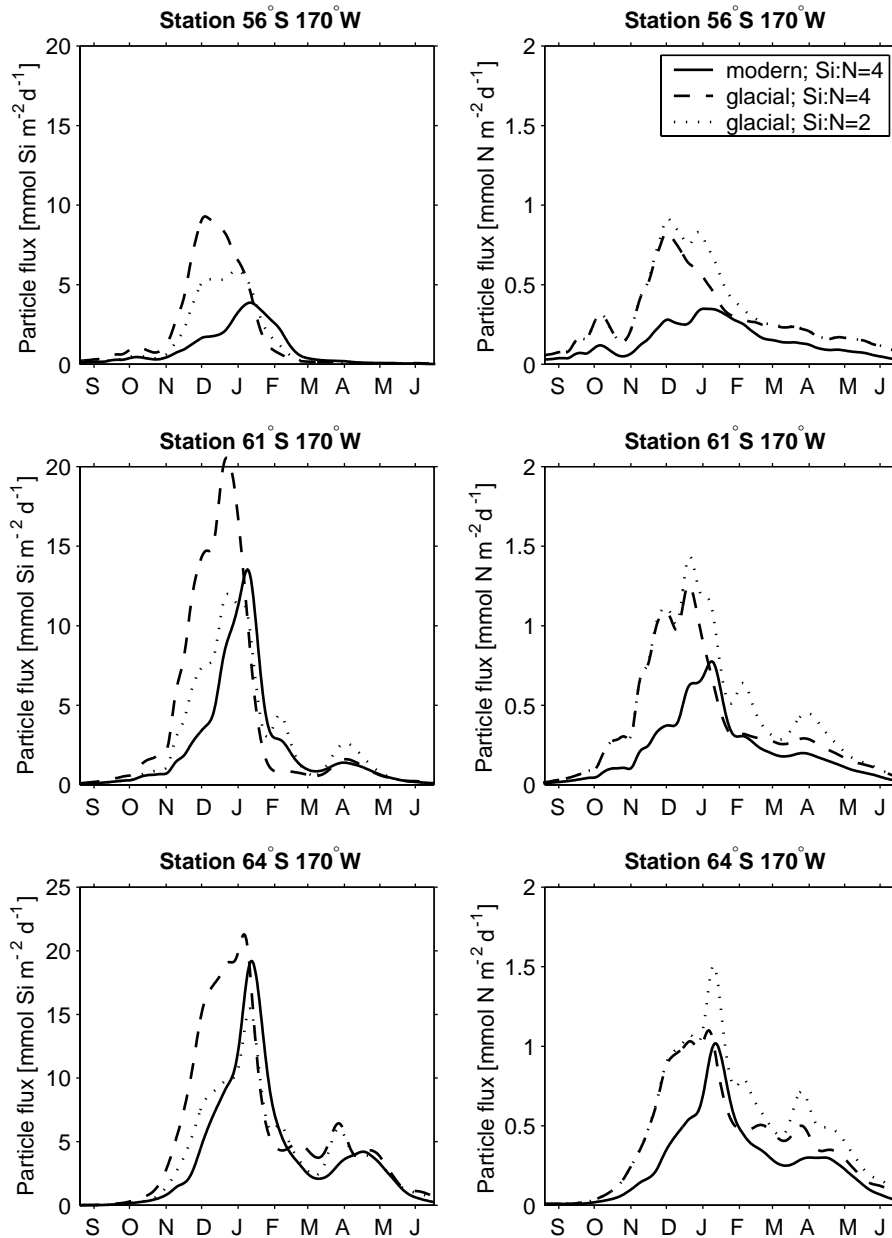 Station 56°S 170°W
Particle flux [mmol Si m-2 d-1]
20
15
10
5
0
S O N D J F M A M J
Station 56°S 170°W
Particle flux [mmol N m-2 d-1]
2
1.5
1
0.5
0
S O N D J F M A M J
modern; Si:N=4
glacial; Si:N=4
glacial; Si:N=2
Station 61°S 170°W
Particle flux [mmol Si m-2 d-1]
20
15
10
5
0
S O N D J F M A M J
Station 61°S 170°W
Particle flux [mmol N m-2 d-1]
2
1.5
1
0.5
0
S O N D J F M A M J
Station 64°S 170°W
Particle flux [mmol Si m-2 d-1]
25
20
15
10
5
0
S O N D J F M A M J
Station 64°S 170°W
Particle flux [mmol N m-2 d-1]
2
1.5
1
0.5
0
S O N D J F M A M J